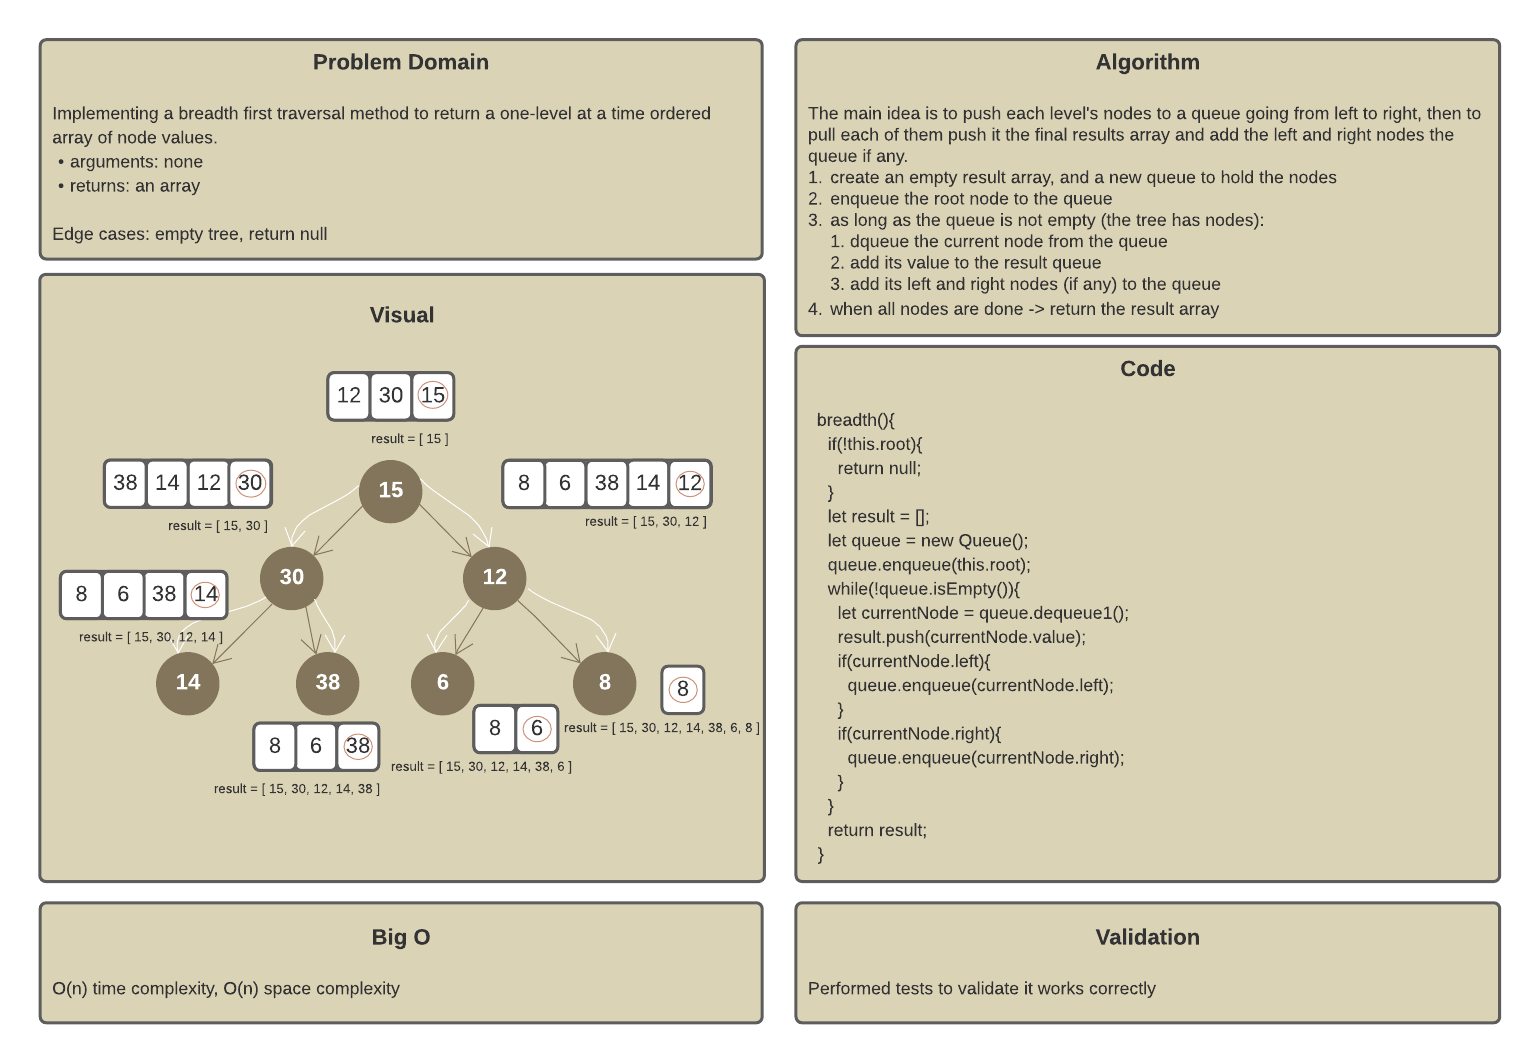 Problem Domain
Implementing a breadth first traversal method to return a one-level at a time ordered
array of node values.
• arguments: none
• returns: an array
Edge cases: empty tree, return null
Visual
12 30 15
result = [ 15 ]
38 14 12 30
result = [ 15, 30 ]
8 6 38 14 12
result = [ 15, 30, 12 ]
15
30
12
8 6 38 14
result = [ 15, 30, 12, 14 ]
14
38
6
8
8
result = [ 15, 30, 12, 14, 38, 6, 8 ]
8 6
result = [ 15, 30, 12, 14, 38, 6 ]
8 6 38
result = [ 15, 30, 12, 14, 38 ]
Big O
O(n) time complexity, O(n) space complexity
Algorithm
The main idea is to push each level's nodes to a queue going from left to right, then to
pull each of them push it the final results array and add the left and right nodes the
queue if any.
1. create an empty result array, and a new queue to hold the nodes
2. enqueue the root node to the queue
3. as long as the queue is not empty (the tree has nodes):
1. dqueue the current node from the queue
2. add its value to the result queue
3. add its left and right nodes (if any) to the queue
4. when all nodes are done -> return the result array
Code
breadth(){
if(!this.root){
return null;
}
let result = [];
let queue = new Queue();
queue.enqueue(this.root);
while(!queue.isEmpty()){
let currentNode = queue.dequeue1();
result.push(currentNode.value);
if(currentNode.left){
queue.enqueue(currentNode.left);
}
if(currentNode.right){
queue.enqueue(currentNode.right);
}
}
return result;
}
Validation
Performed tests to validate it works correctly